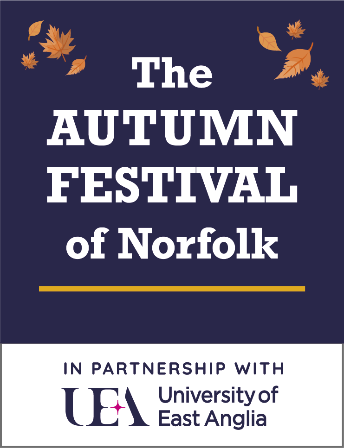 The
AUTUMN
FESTIVAL
of Norfolk
IN PARTNERSHIP WITH
UEA University of
East Anglia